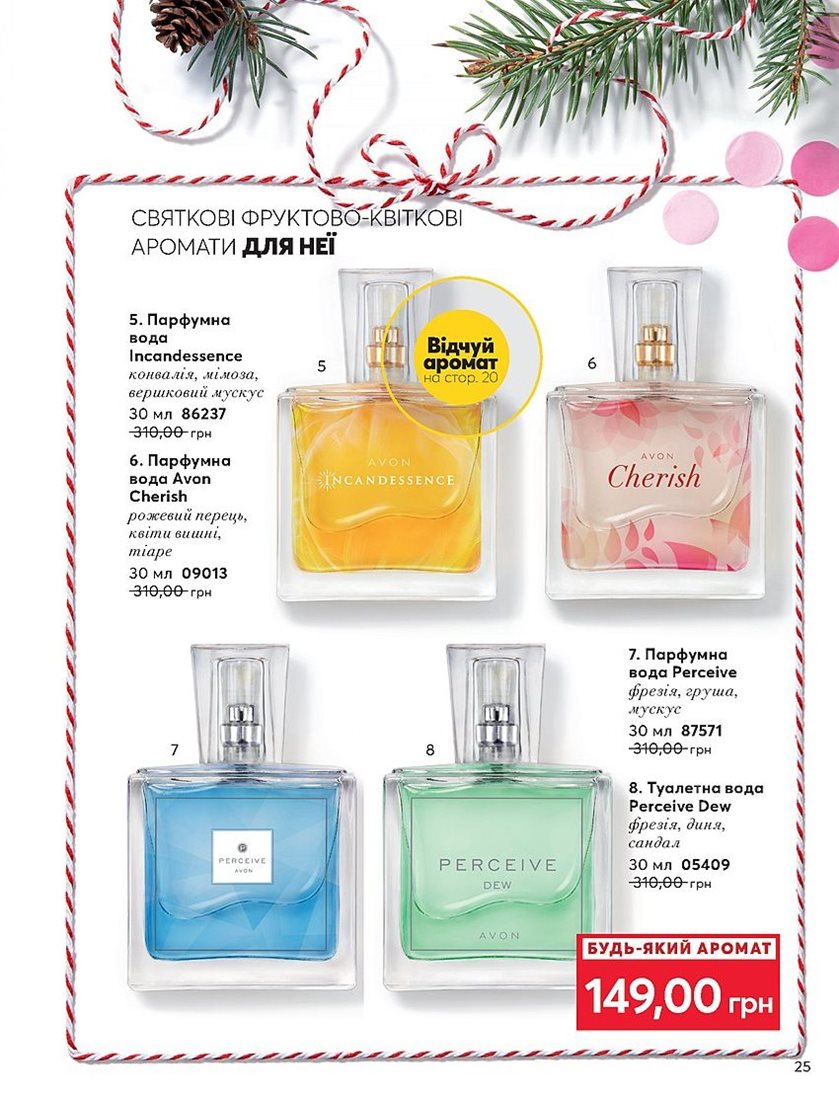 СВЯТКОВІ ФРУКТОВО-КВІТКОВІ
АРОМАТИ ДЛЯ НЕЇ
5. Парфумна
вода
Incandessence
конвалія, мімоза,
вершковий мускус
30 мл 86237
310,00 грн
6. Парфумна
вода Avon
Cherish
рожевий перець,
квіти вишні,
тіаре
30 мл 09013
310,00 грн
5
Відчуй
аромат
на стор. 20
6
AVON
INCANDESSENCE
AVON
Cherish
7
PERCEIVE
AVON
8
PERCEIVE
DEW
AVON
7. Парфумна
вода Perceive
фрезія, груша,
мускус
30 мл 87571
310,00 грн
8. Туалетна вода
Perceive Dew
фрезія, диня,
сандал
30 мл 05409
310,00 грн
БУДЬ-ЯКИЙ АРОМАТ
149,00 грн
25